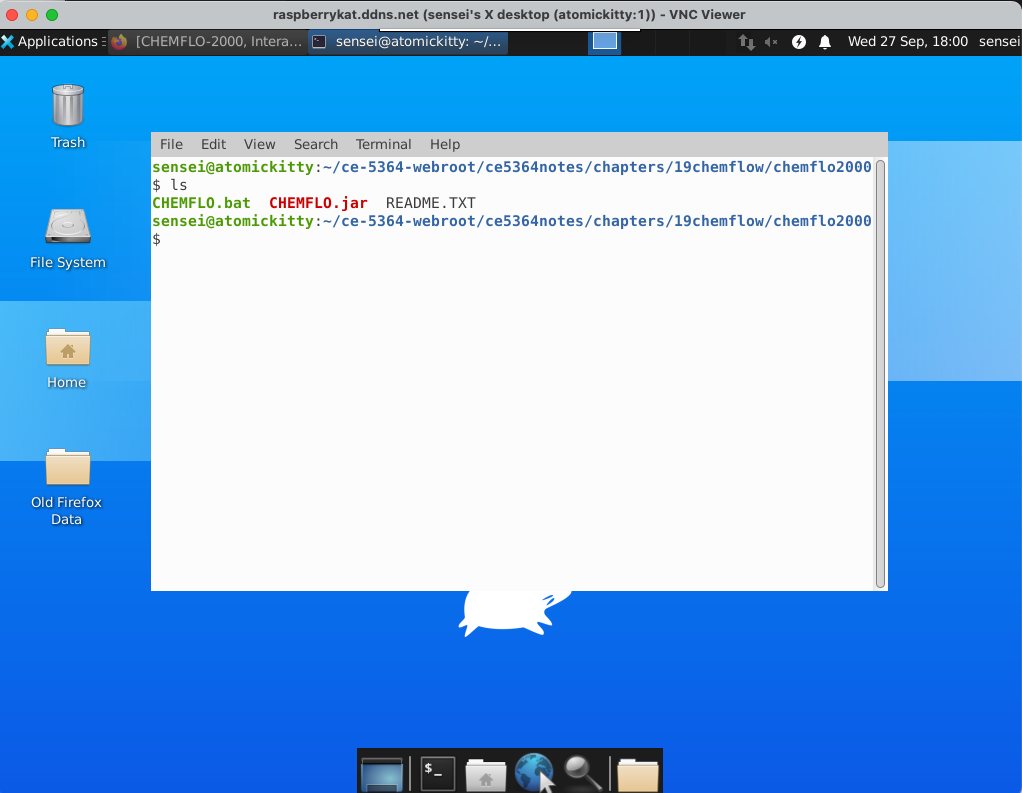 raspberrykat.ddns.net (sensei's X desktop (atomickitty:1)) - VNC Viewer
Applications [CHEMFLO-2000, Intera... sensei@atomickitty: ~/... Wed 27 Sep, 18:00 sensei
Trash
File System
Home
Old Firefox
Data
File Edit View Search Terminal Help
sensei@atomickitty:~/ce-5364-webroot/ce5364notes/chapters/19chemflow/chemflo2000
$ ls
CHEMFLO.bat CHEMFLO.jar README.TXT
sensei@atomickitty:~/ce-5364-webroot/ce5364notes/chapters/19chemflow/chemflo2000
$
$_